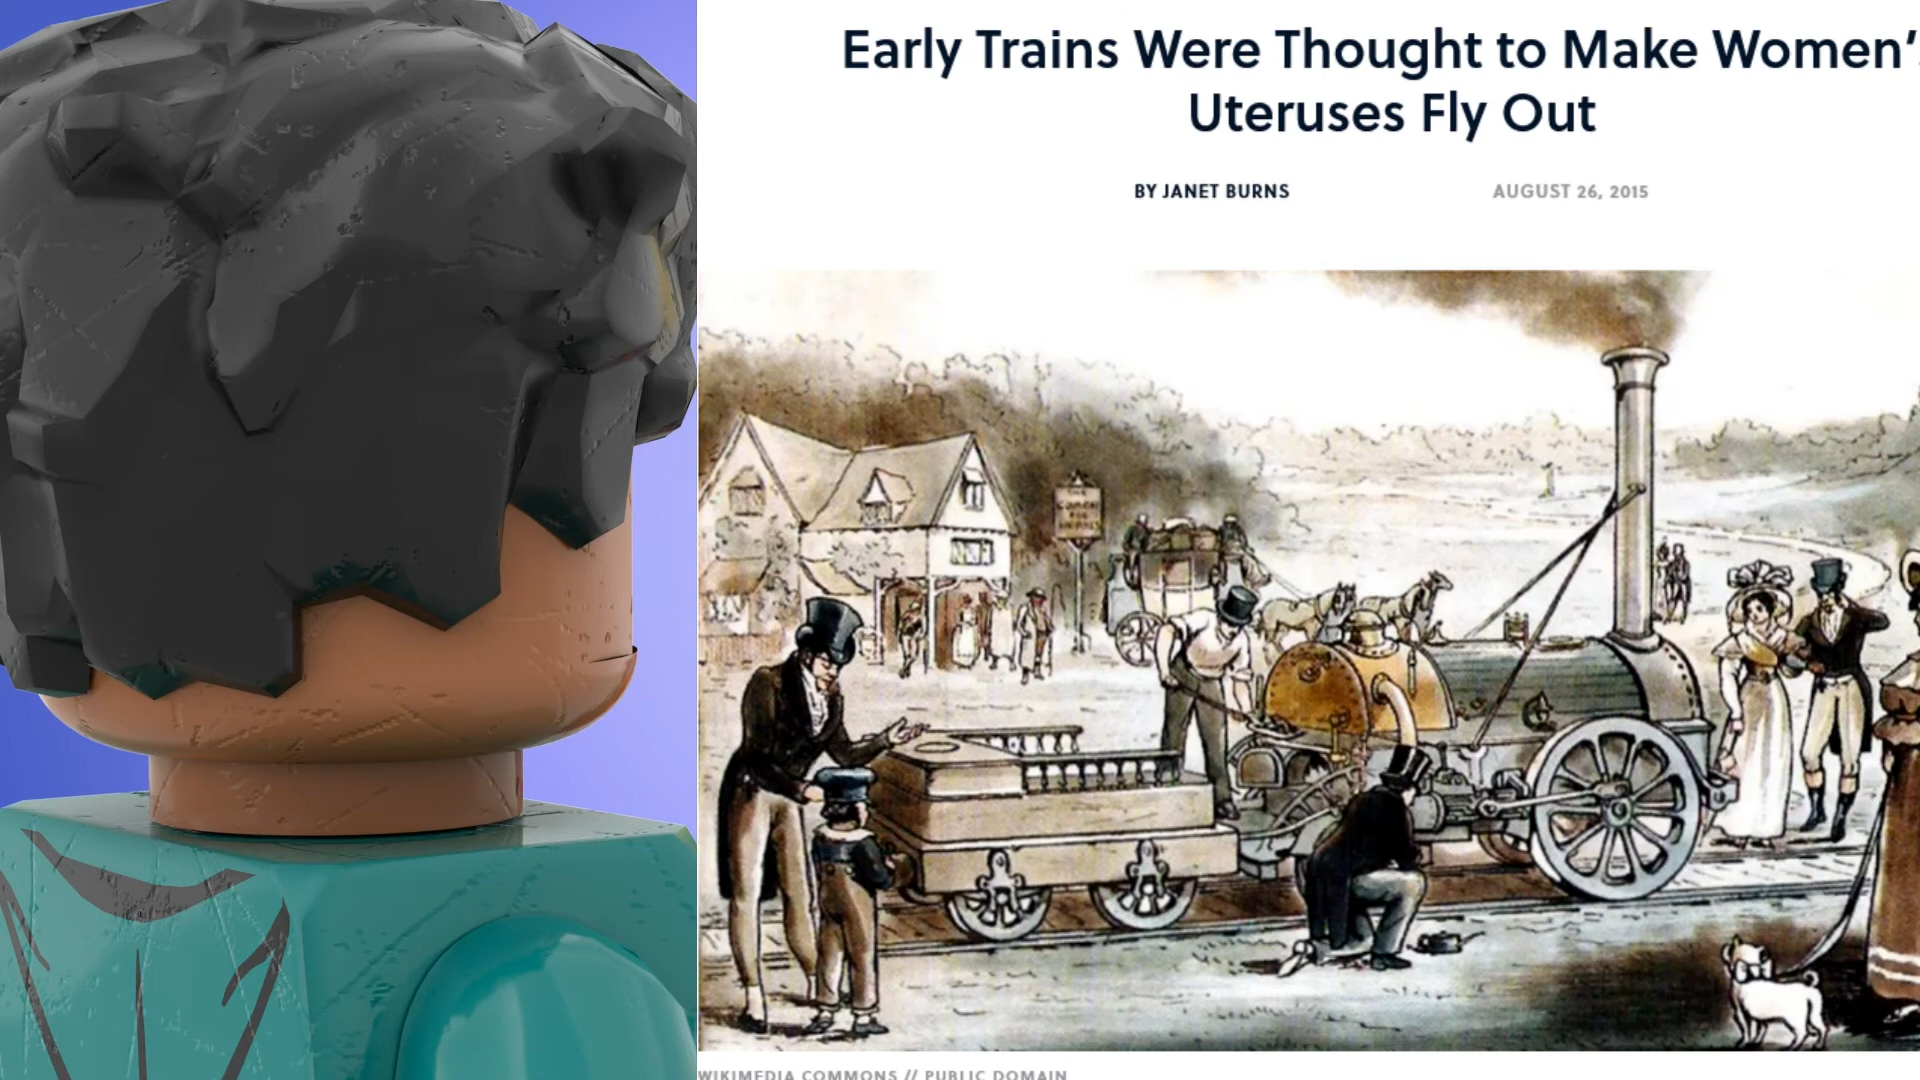 Early Trains Were Thought to Make Women'
Uteruses Fly Out
BY JANET BURNS
AUGUST 26, 2015
WIKIMEDIA COMMONS // PUBLIC DOMAIN